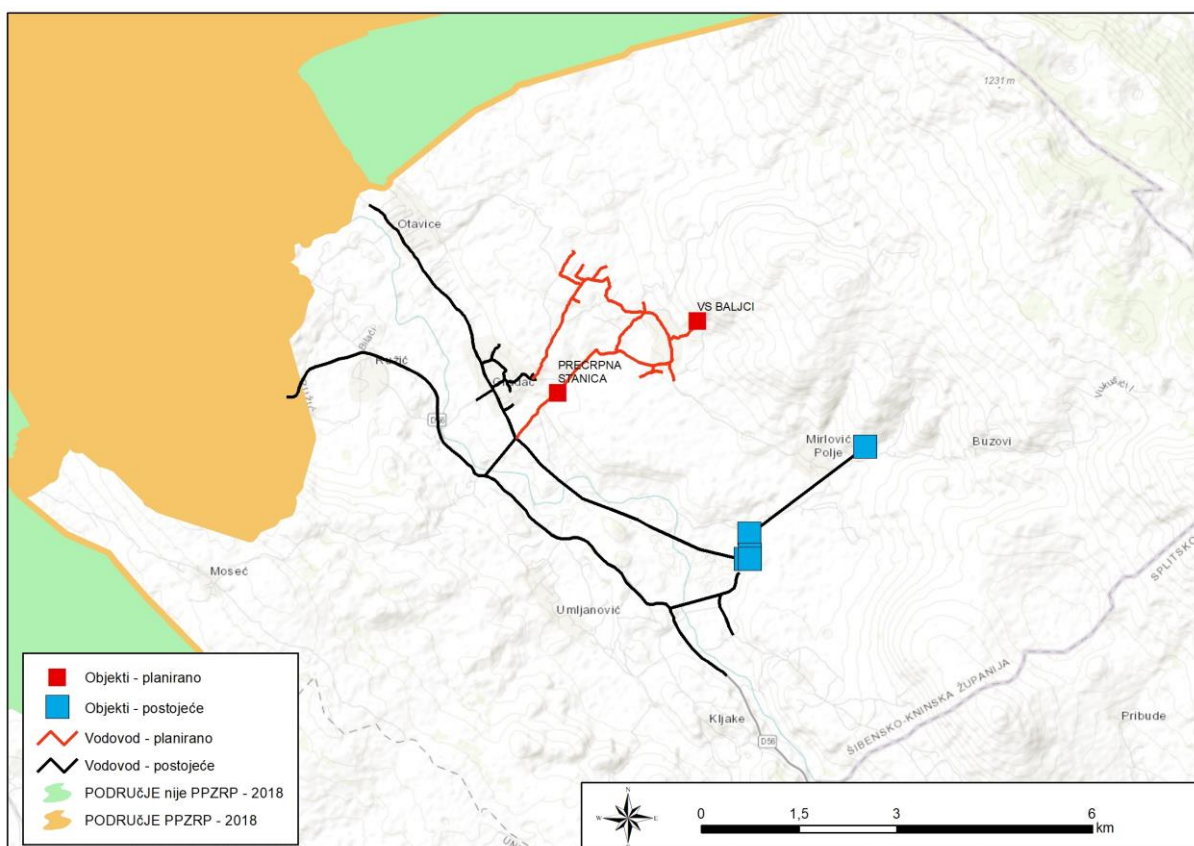 1231 m
Otavice
VS BALJCI
Ružić
PRECRPNA
STANICA
Gradac
D56
Mirlović
Polje
Buzovi
Moseć
Umljanović
SPLITSKO
ŠIBENSKO-KNINSKA ŽUPANIJA
Kljake
Pribude
D56
Objekti - planirano
Objekti - postojeće
Vodovod - planirano
Vodovod - postojeće
PODRUčJE nije PPZRP - 2018
PODRUčJE PPZRP - 2018
N
W
E
S
0 1,5 3 6
km